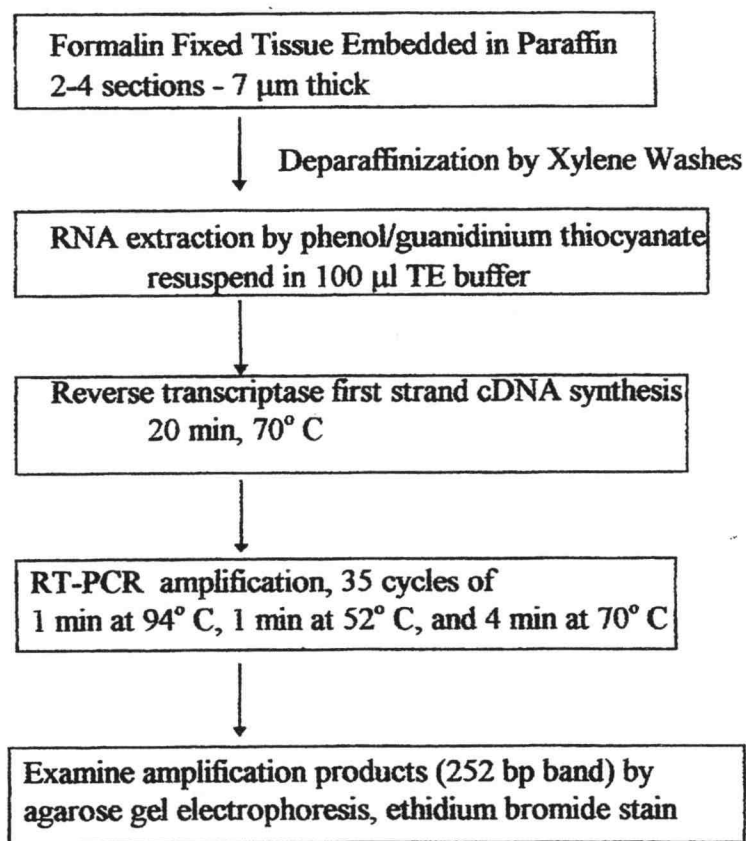 Formalin Fixed Tissue Embedded in Paraffin
2-4 sections - 7 μm thick
Deparaffinization by Xylene Washes
RNA extraction by phenol/guanidinium thiocyanate
resuspend in 100 μl TE buffer
Reverse transcriptase first strand cDNA synthesis
20 min, 70° C
RT-PCR amplification, 35 cycles of
1 min at 94° C, 1 min at 52° C, and 4 min at 70° C
Examine amplification products (252 bp band) by
agarose gel electrophoresis, ethidium bromide stain